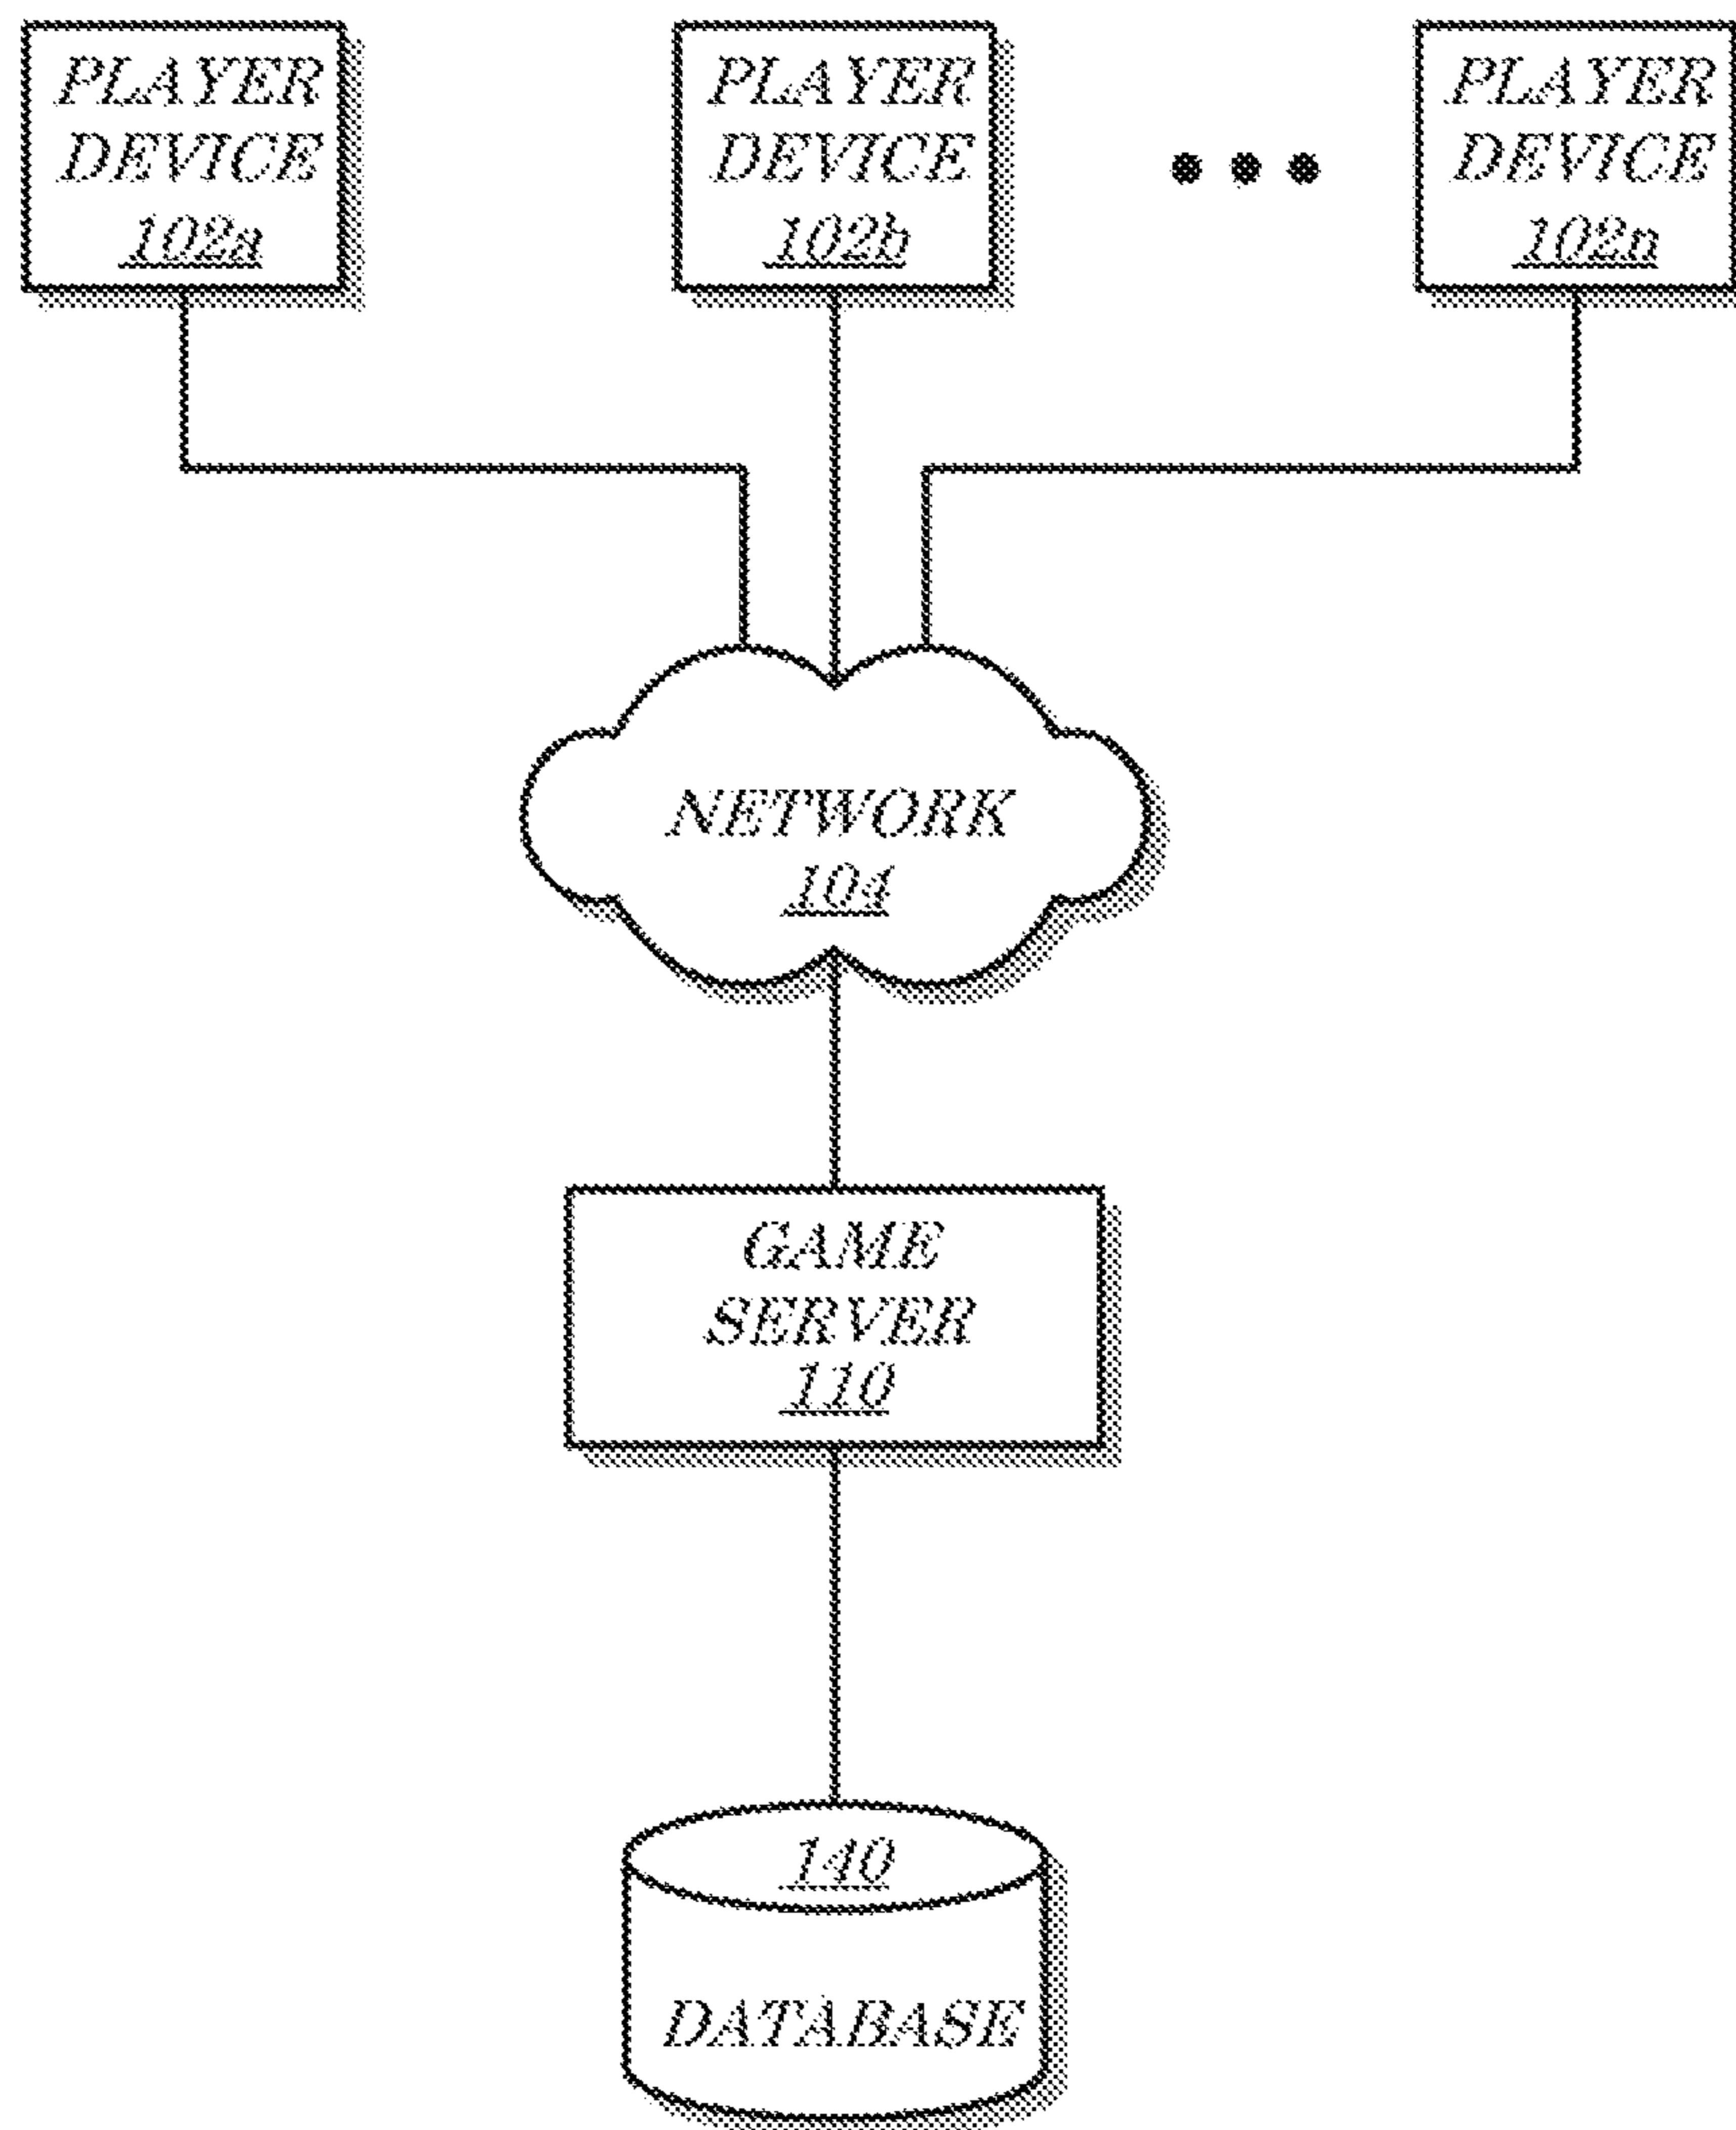 PLAYER
DEVICE
102a
PLAYER
DEVICE
102b
PLAYER
DEVICE
102n
NETWORK
104
GAME
SERVER
110
140
DATABASE